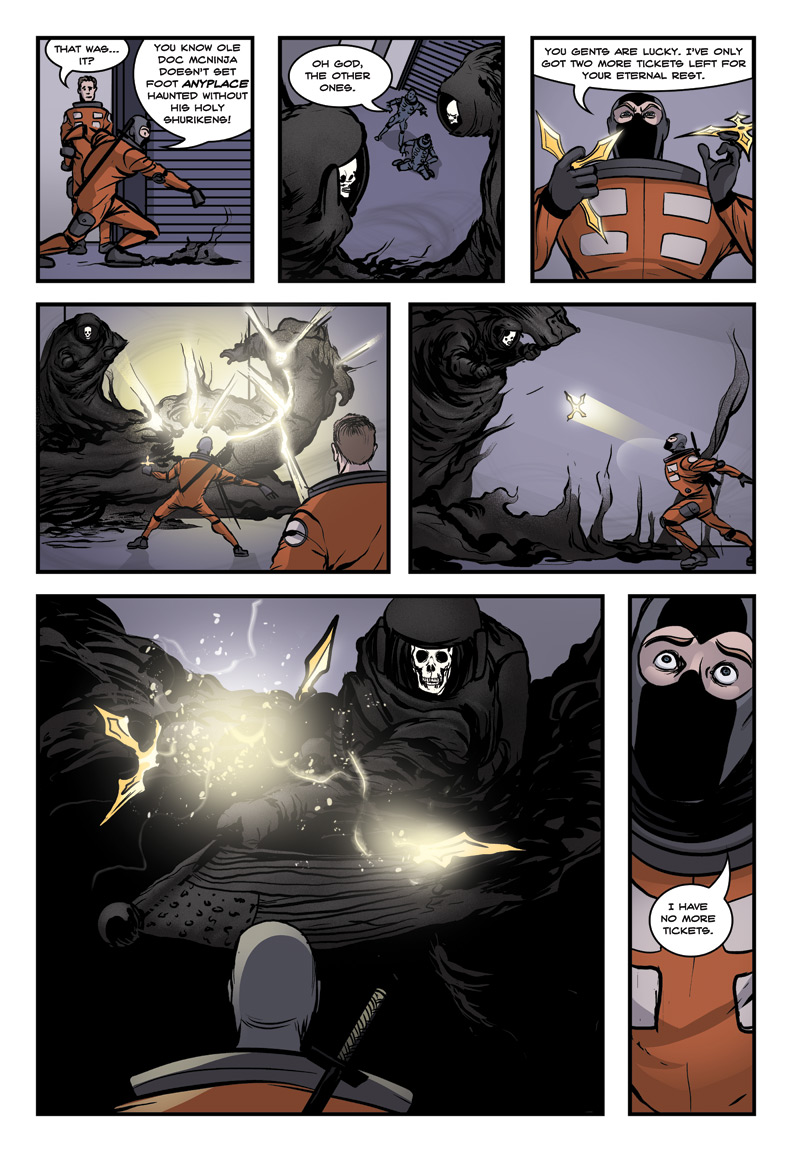 THAT WAS...
IT?
YOU KNOW OLE
DOC MCNINJA
DOESN'T SET
FOOT ANYPLACE
HAUNTED WITHOUT
HIS HOLY
SHURIKENS!
OH GOD,
THE OTHER
ONES.
YOU GENTS ARE LUCKY. I'VE ONLY
GOT TWO MORE TICKETS LEFT FOR
YOUR ETERNAL REST.
I HAVE
NO MORE
TICKETS.